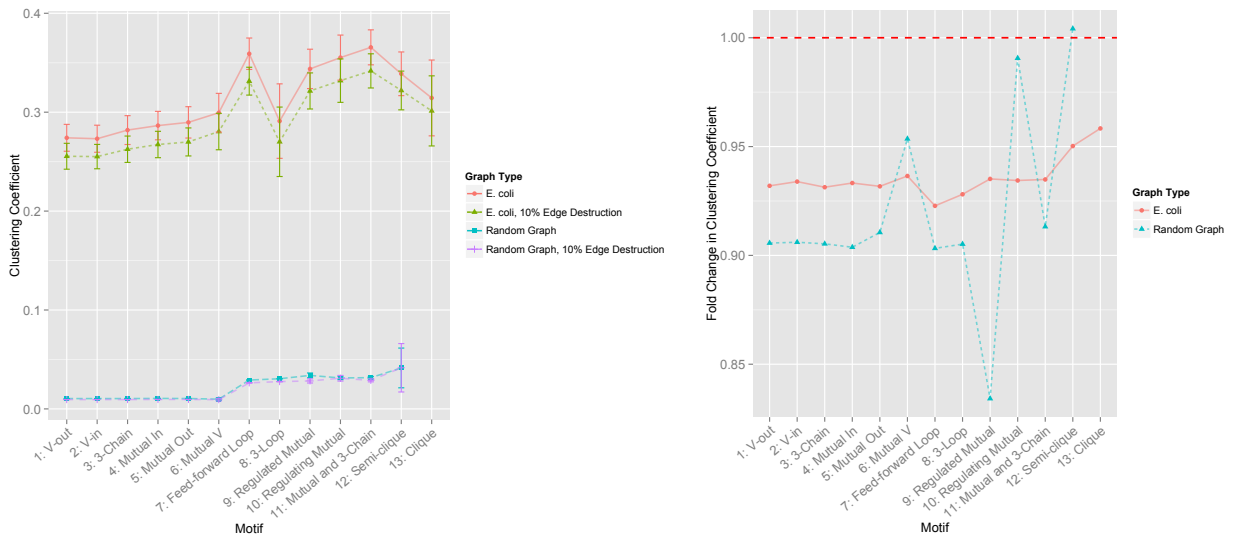 0.4
0.3
0.2
0.1
0.0
Clustering Coefficient
1: V-out
2: V-in
3: 3-Chain
4: Mutual In
5: Mutual Out
6: Mutual V
7: Feed-forward Loop
8: 3-Loop
9: Regulated Mutual
10: Regulating Mutual
11: Mutual and 3-Chain
12: Semi-clique
13: Clique
Motif
Graph Type
E. coli
E. coli, 10% Edge Destruction
Random Graph
Random Graph, 10% Edge Destruction
1.00
0.95
0.90
0.85
Fold Change in Clustering Coefficient
1: V-out
2: V-in
3: 3-Chain
4: Mutual In
5: Mutual Out
6: Mutual V
7: Feed-forward Loop
8: 3-Loop
9: Regulated Mutual
10: Regulating Mutual
11: Mutual and 3-Chain
12: Semi-clique
13: Clique
Motif
Graph Type
E. coli
Random Graph